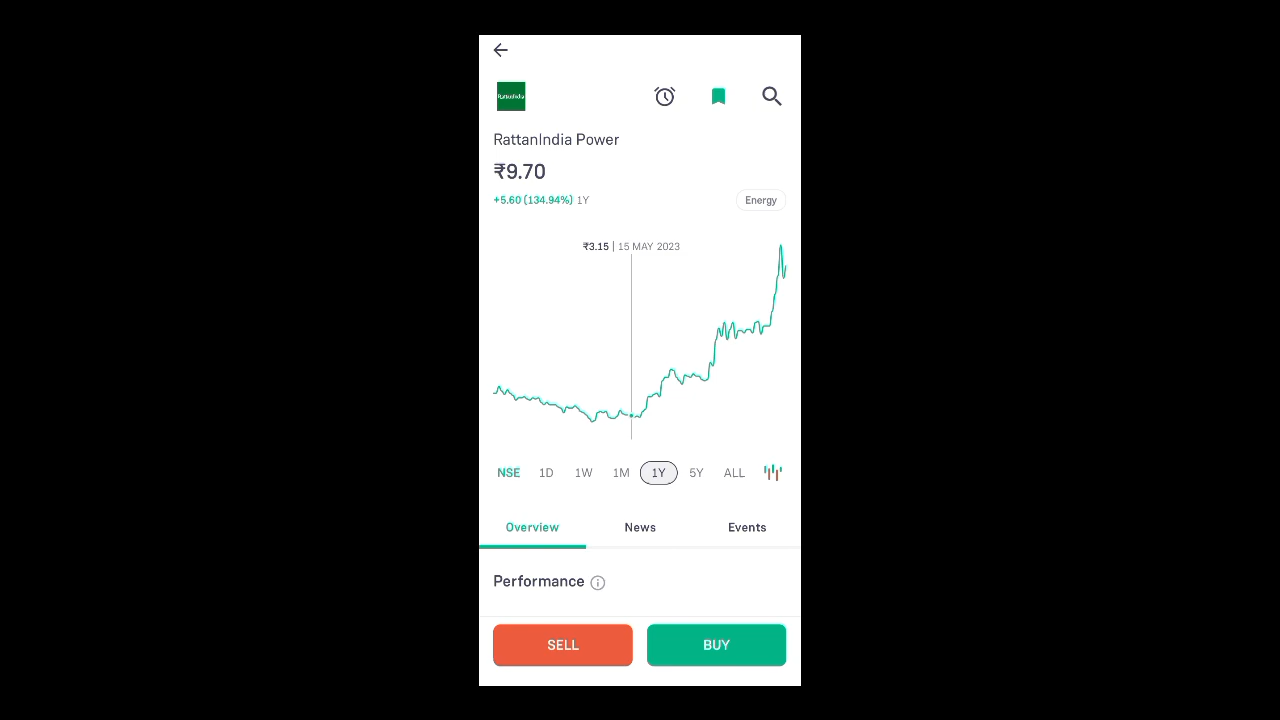 RattanIndia
RattanIndia Power
₹9.70
+5.60 (134.94%) 1Y
Energy
₹3.15 | 15 MAY 2023
NSE 1D 1W 1M 1Y 5Y ALL
Overview News Events
Performance
SELL BUY